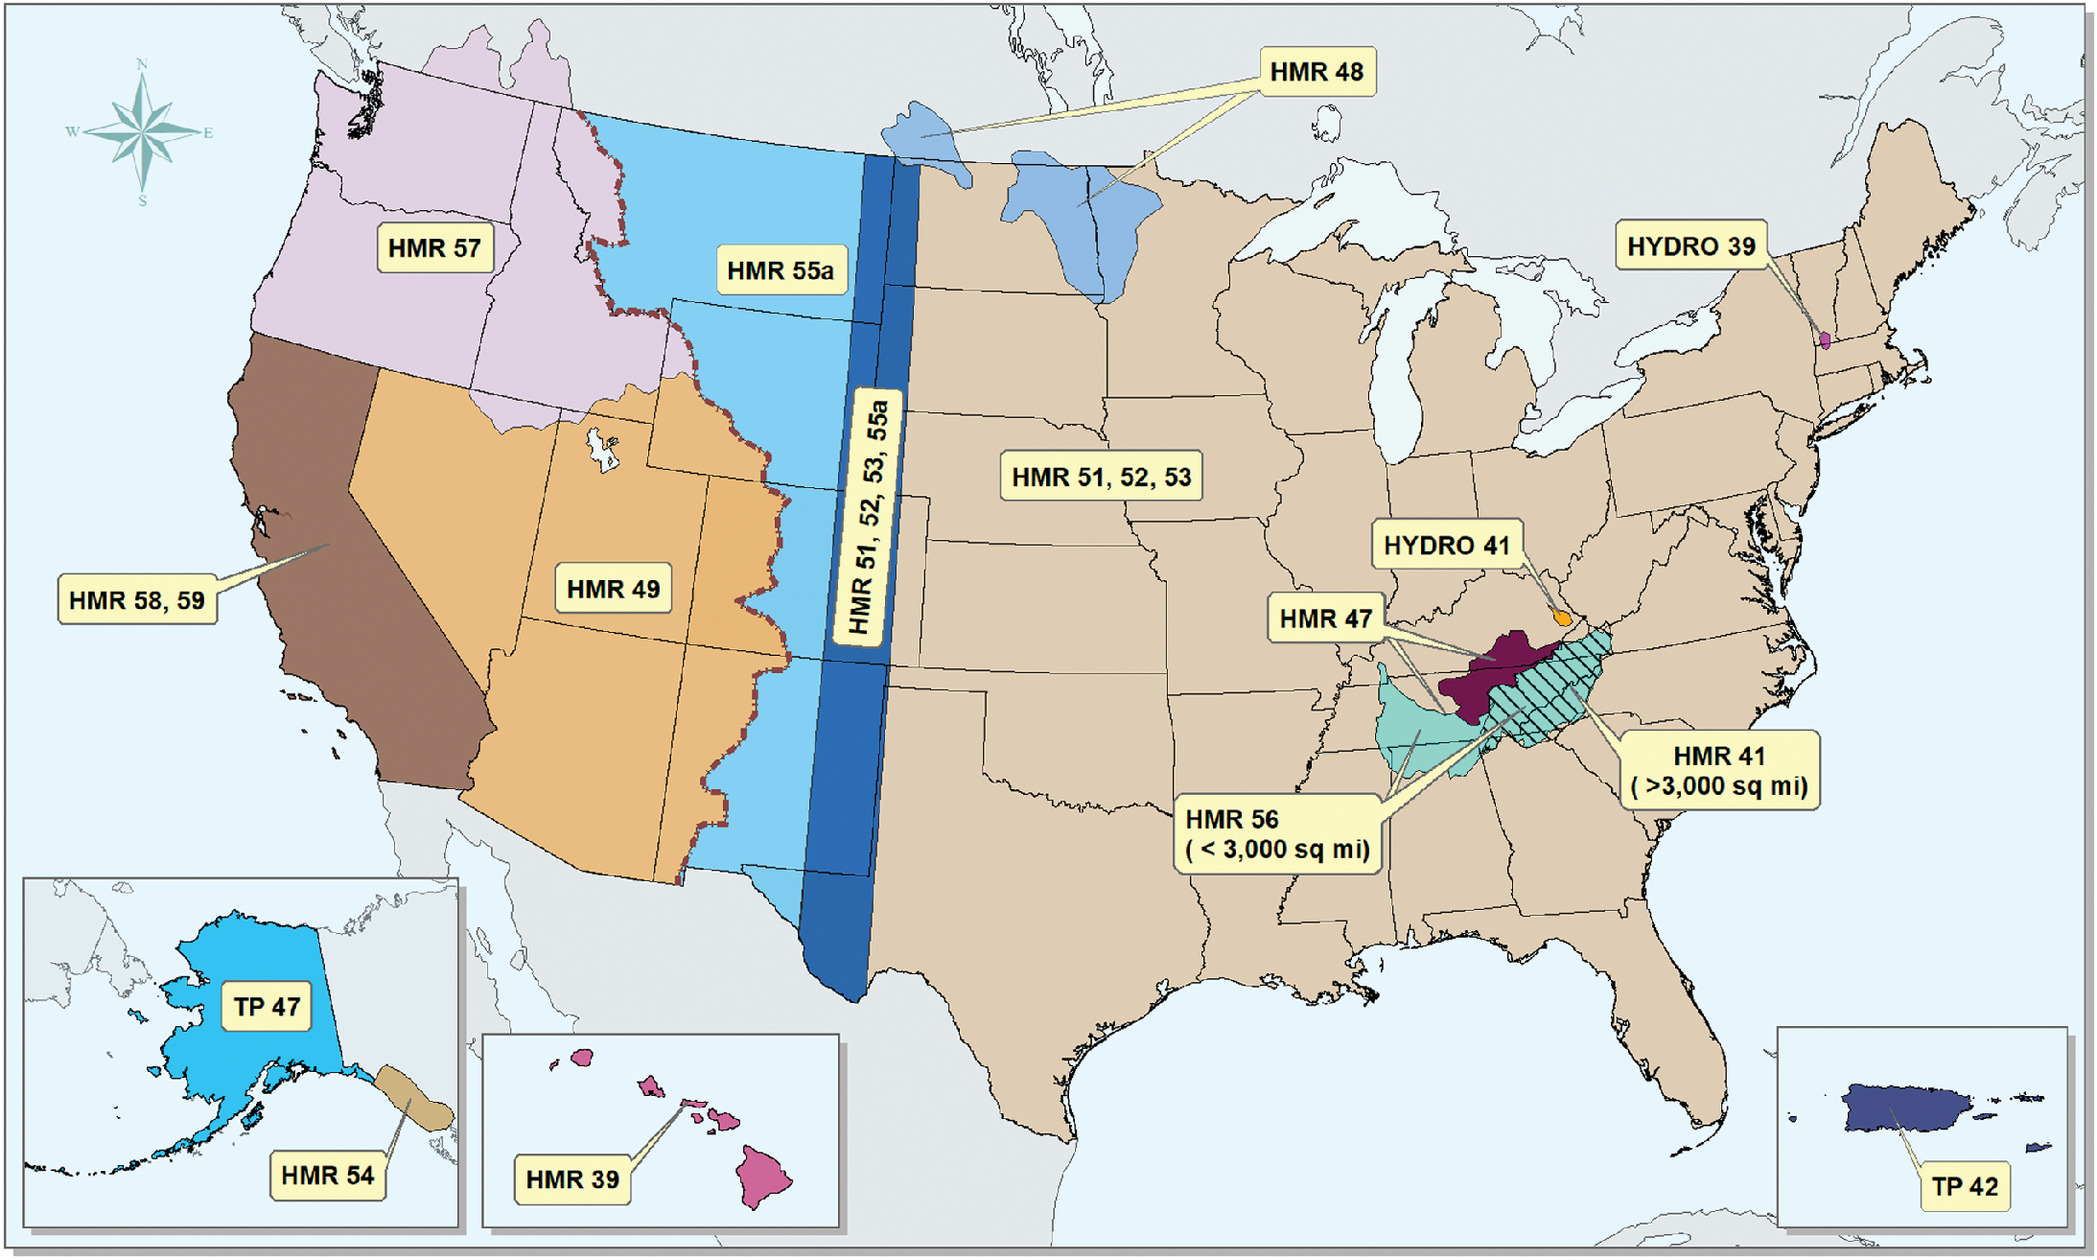 N
W
E
S
HMR 48
HMR 57
HMR 55a
HYDRO 39
HMR 51, 52, 53, 55a
HMR 51, 52, 53
HYDRO 41
HMR 49
HMR 58, 59
HMR 47
HMR 41
( >3,000 sq mi)
HMR 56
( < 3,000 sq mi)
TP 47
HMR 54
HMR 39
TP 42